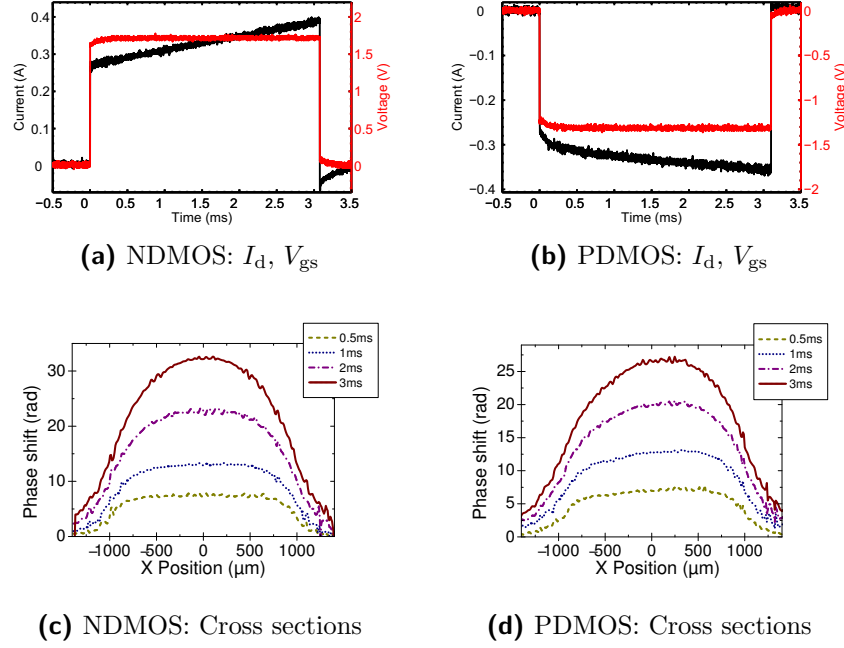 0.4
0.3
0.2
0.1
0
Current (A)
2
1.5
1
0.5
0
Voltage (V)
−0.5 0 0.5 1 1.5 2 2.5 3 3.5
Time (ms)
(a) NDMOS: Id, Vgs
0
−0.1
−0.2
−0.3
−0.4
Current (A)
0
−0.5
−1
−1.5
−2
Voltage (V)
−0.5 0 0.5 1 1.5 2 2.5 3 3.5
Time (ms)
(b) PDMOS: Id, Vgs
0.5ms
1ms
2ms
3ms
30
20
10
0
Phase shift (rad)
−1000 −500 0 500 1000
X Position (µm)
(c) NDMOS: Cross sections
0.5ms
1ms
2ms
3ms
25
20
15
10
5
0
Phase shift (rad)
−1000 −500 0 500 1000
X Position (µm)
(d) PDMOS: Cross sections